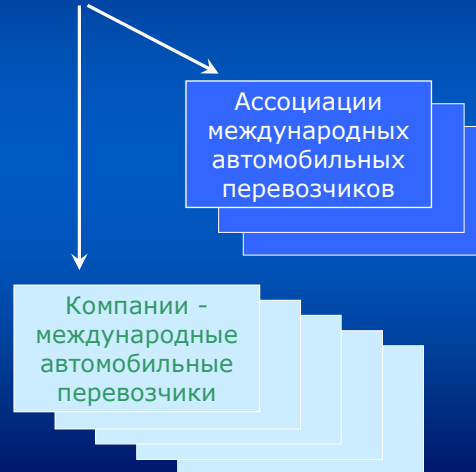 Ассоциации
международных
автомобильных
перевозчиков
Компании -
международные
автомобильные
перевозчики